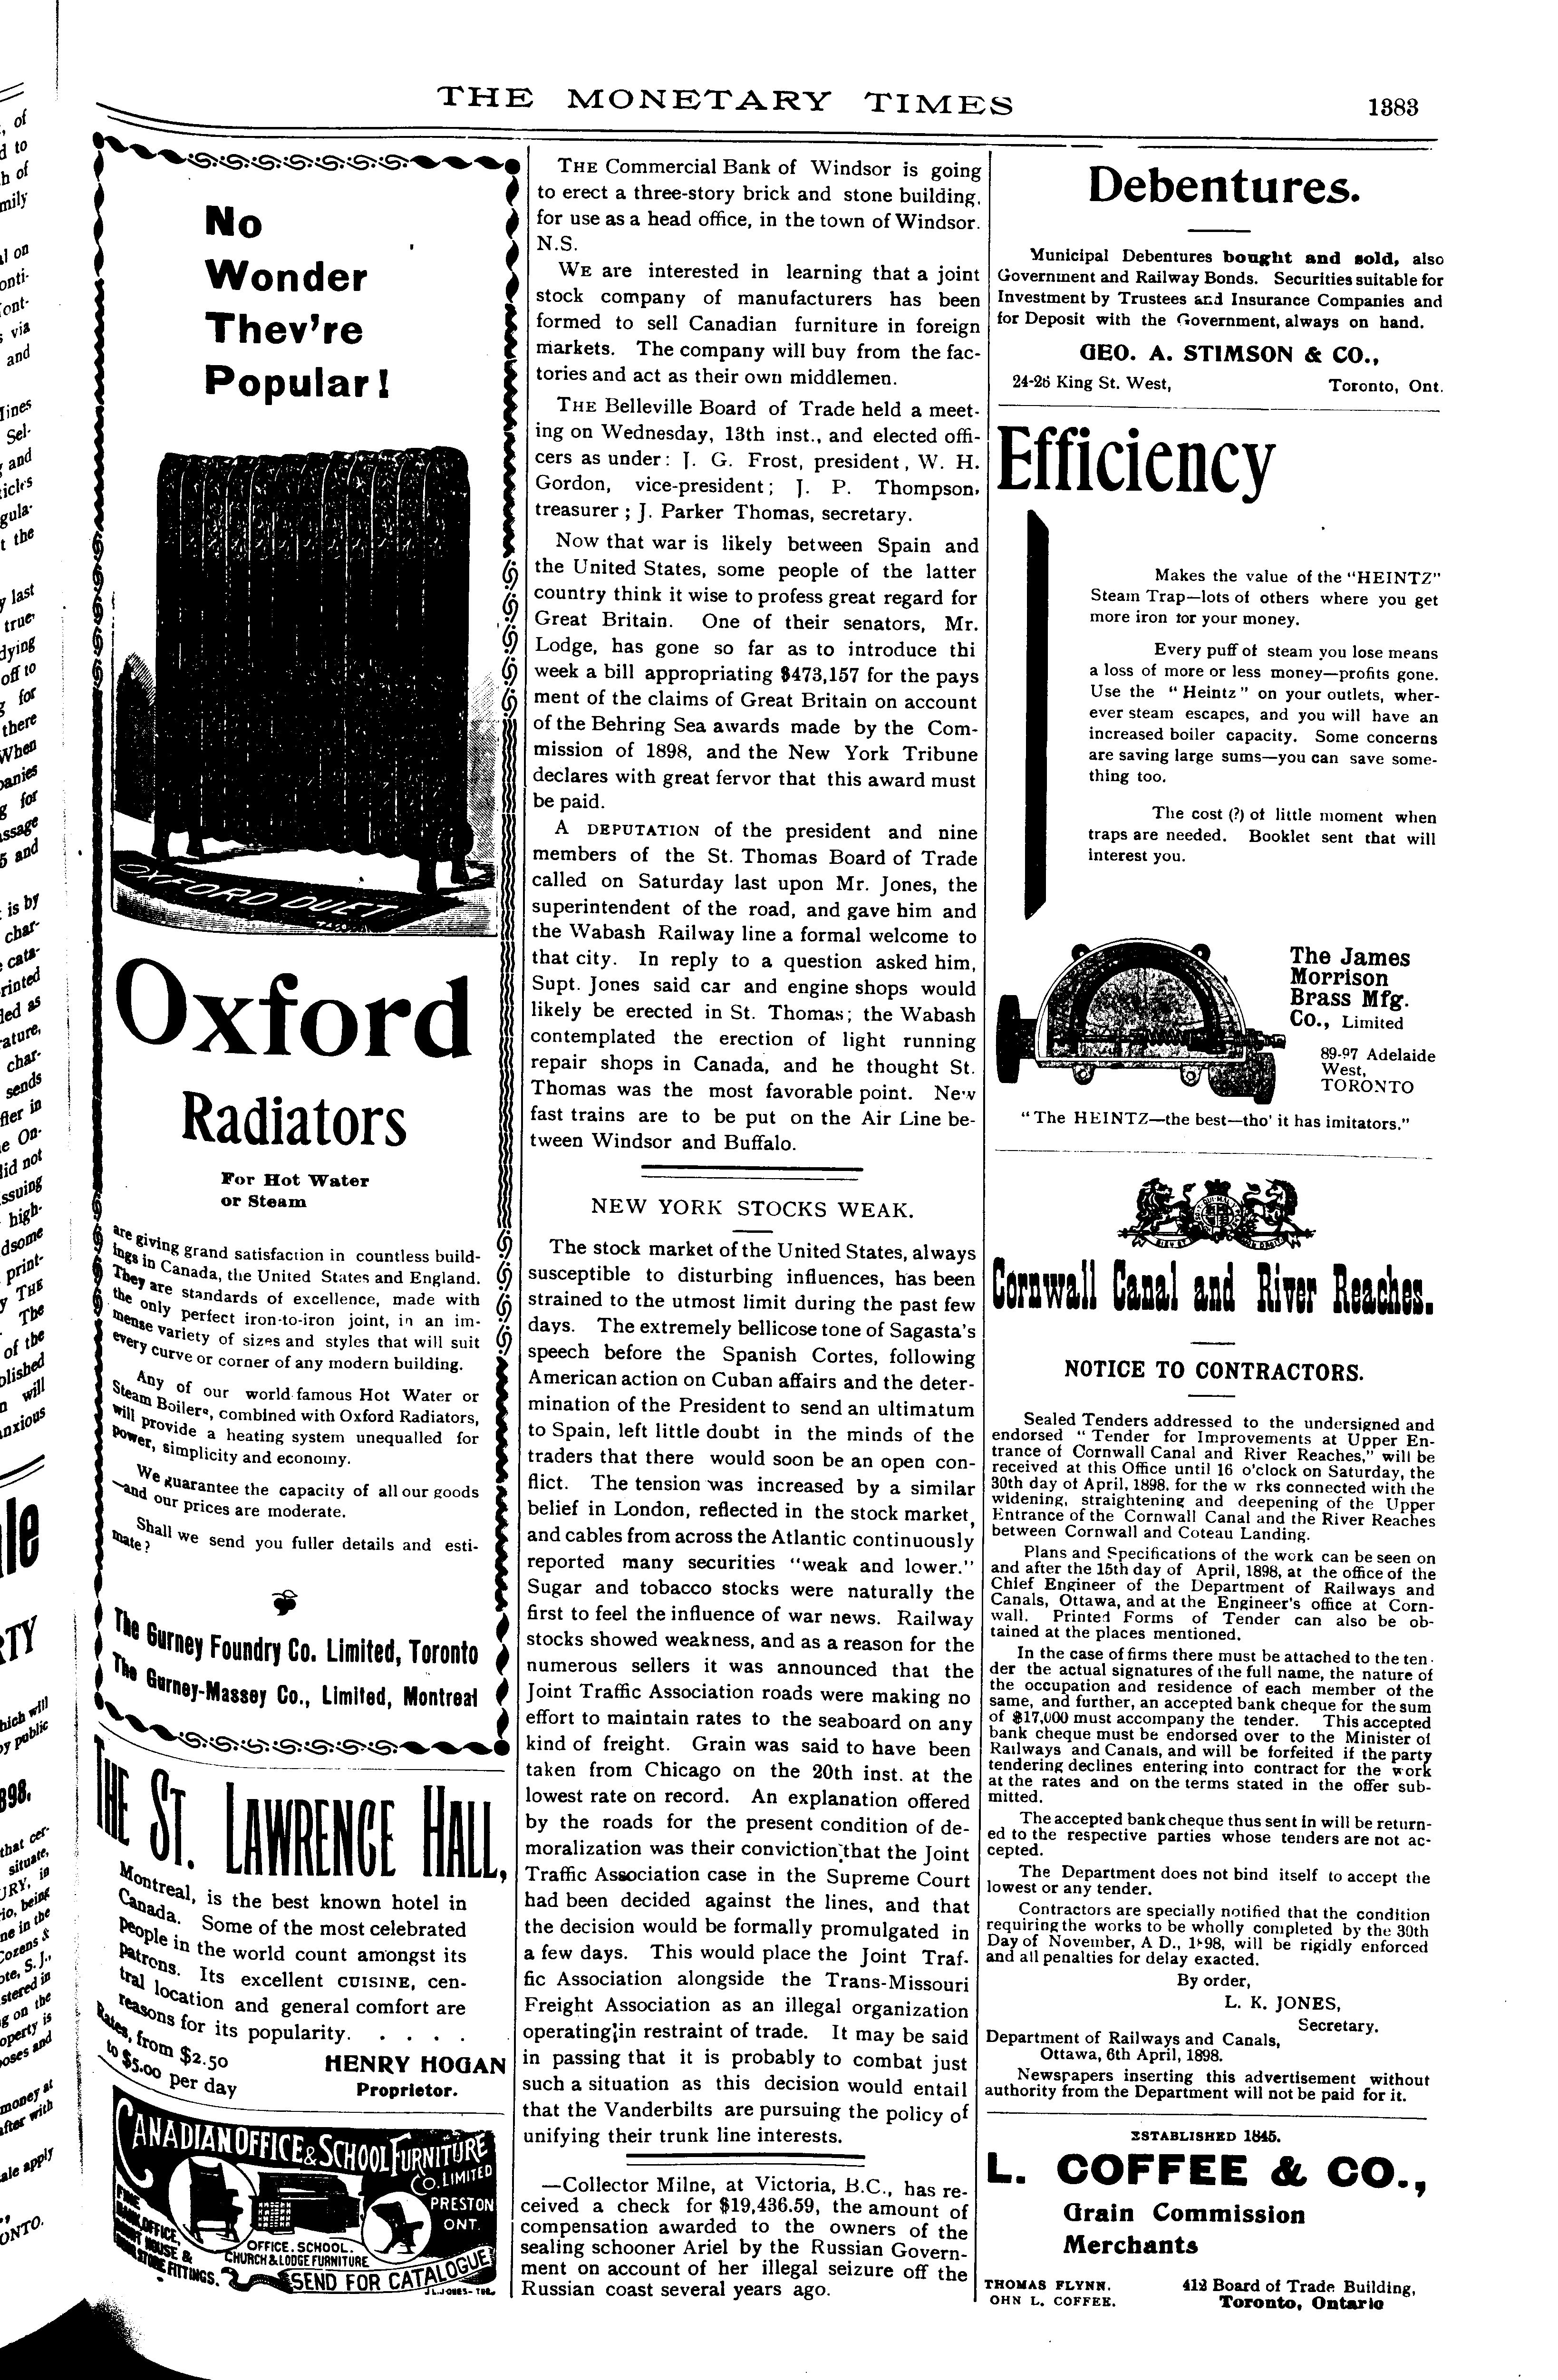 THE MONETARY TIMES 1383
No
Wonder
They're
Popular!
OXFORD DUET
Oxford
Radiators
For Hot Water
or Steam
are giving grand satisfaction in countless build-
ings in Canada, the United States and England.
They are standards of excellence, made with
the only perfect iron-to-iron joint, in an im-
mense variety of sizes and styles that will suit
every curve or corner of any modern building.
Any of our world-famous Hot Water or
Steam Boilers, combined with Oxford Radiators,
will provide a heating system unequalled for
power, simplicity and economy.
We guarantee the capacity of all our goods
—and our prices are moderate.
Shall we send you fuller details and esti-
mate?
The Gurney Foundry Co. Limited, Toronto
The Gurney-Massey Co., Limited, Montreal
THE ST. LAWRENCE HALL,
Montreal, is the best known hotel in
Canada. Some of the most celebrated
people in the world count amongst its
patrons. Its excellent CUISINE, cen-
tral location and general comfort are
reasons for its popularity. . . . .
Rates, from $2.50
to $5.00 per day
HENRY HOGAN
Proprietor.
CANADIAN OFFICE & SCHOOL FURNITURE
CO. LIMITED
PRESTON
ONT.
OFFICE, SCHOOL,
CHURCH & LODGE FURNITURE
FINE
BANK, OFFICE,
COURT HOUSE &
DRUG STORE FITTINGS.
SEND FOR CATALOGUE
J.L. JONES-TOR.
THE Commercial Bank of Windsor is going
to erect a three-story brick and stone building,
for use as a head office, in the town of Windsor.
N.S.
WE are interested in learning that a joint
stock company of manufacturers has been
formed to sell Canadian furniture in foreign
markets. The company will buy from the fac-
tories and act as their own middlemen.
THE Belleville Board of Trade held a meet-
ing on Wednesday, 13th inst., and elected offi-
cers as under: J. G. Frost, president, W. H.
Gordon, vice-president; J. P. Thompson,
treasurer; J. Parker Thomas, secretary.
Now that war is likely between Spain and
the United States, some people of the latter
country think it wise to profess great regard for
Great Britain. One of their senators, Mr.
Lodge, has gone so far as to introduce thi
week a bill appropriating $473,157 for the pays
ment of the claims of Great Britain on account
of the Behring Sea awards made by the Com-
mission of 1898, and the New York Tribune
declares with great fervor that this award must
be paid.
A DEPUTATION of the president and nine
members of the St. Thomas Board of Trade
called on Saturday last upon Mr. Jones, the
superintendent of the road, and gave him and
the Wabash Railway line a formal welcome to
that city. In reply to a question asked him,
Supt. Jones said car and engine shops would
likely be erected in St. Thomas; the Wabash
contemplated the erection of light running
repair shops in Canada, and he thought St.
Thomas was the most favorable point. New
fast trains are to be put on the Air Line be-
tween Windsor and Buffalo.
NEW YORK STOCKS WEAK.
The stock market of the United States, always
susceptible to disturbing influences, has been
strained to the utmost limit during the past few
days. The extremely bellicose tone of Sagasta's
speech before the Spanish Cortes, following
American action on Cuban affairs and the deter-
mination of the President to send an ultimatum
to Spain, left little doubt in the minds of the
traders that there would soon be an open con-
flict. The tension was increased by a similar
belief in London, reflected in the stock market,
and cables from across the Atlantic continuously
reported many securities "weak and lower."
Sugar and tobacco stocks were naturally the
first to feel the influence of war news. Railway
stocks showed weakness, and as a reason for the
numerous sellers it was announced that the
Joint Traffic Association roads were making no
effort to maintain rates to the seaboard on any
kind of freight. Grain was said to have been
taken from Chicago on the 20th inst. at the
lowest rate on record. An explanation offered
by the roads for the present condition of de-
moralization was their conviction that the Joint
Traffic Association case in the Supreme Court
had been decided against the lines, and that
the decision would be formally promulgated in
a few days. This would place the Joint Traf-
fic Association alongside the Trans-Missouri
Freight Association as an illegal organization
operating in restraint of trade. It may be said
in passing that it is probably to combat just
such a situation as this decision would entail
that the Vanderbilts are pursuing the policy of
unifying their trunk line interests.
—Collector Milne, at Victoria, B.C., has re-
ceived a check for $19,436.59, the amount of
compensation awarded to the owners of the
sealing schooner Ariel by the Russian Govern-
ment on account of her illegal seizure off the
Russian coast several years ago.
Debentures.
Municipal Debentures bought and sold, also
Government and Railway Bonds. Securities suitable for
Investment by Trustees and Insurance Companies and
for Deposit with the Government, always on hand.
GEO. A. STIMSON & CO.,
24-26 King St. West, Toronto, Ont.
Efficiency
Makes the value of the "HEINTZ"
Steam Trap—lots of others where you get
more iron for your money.
Every puff of steam you lose means
a loss of more or less money—profits gone.
Use the "Heintz" on your outlets, wher-
ever steam escapes, and you will have an
increased boiler capacity. Some concerns
are saving large sums—you can save some-
thing too.
The cost (?) of little moment when
traps are needed. Booklet sent that will
interest you.
The James
Morrison
Brass Mfg.
Co., Limited
89-97 Adelaide
West,
TORONTO
"The HEINTZ—the best—tho' it has imitators."
Cornwall Canal and River Reaches.
NOTICE TO CONTRACTORS.
Sealed Tenders addressed to the undersigned and
endorsed "Tender for Improvements at Upper En-
trance of Cornwall Canal and River Reaches," will be
received at this Office until 16 o'clock on Saturday, the
30th day of April, 1898. for the w rks connected with the
widening, straightening and deepening of the Upper
Entrance of the Cornwall Canal and the River Reaches
between Cornwall and Coteau Landing.
Plans and Specifications of the work can be seen on
and after the 15th day of April, 1898, at the office of the
Chief Engineer of the Department of Railways and
Canals, Ottawa, and at the Engineer's office at Corn-
wall. Printed Forms of Tender can also be ob-
tained at the places mentioned.
In the case of firms there must be attached to the ten-
der the actual signatures of the full name, the nature of
the occupation and residence of each member of the
same, and further, an accepted bank cheque for the sum
of $17,000 must accompany the tender. This accepted
bank cheque must be endorsed over to the Minister of
Railways and Canals, and will be forfeited if the party
tendering declines entering into contract for the work
at the rates and on the terms stated in the offer sub-
mitted.
The accepted bank cheque thus sent in will be return-
ed to the respective parties whose tenders are not ac-
cepted.
The Department does not bind itself to accept the
lowest or any tender.
Contractors are specially notified that the condition
requiring the works to be wholly completed by the 30th
Day of November, A D., 1898, will be rigidly enforced
and all penalties for delay exacted.
By order,
L. K. JONES,
Secretary.
Department of Railways and Canals,
Ottawa, 6th April, 1898.
Newspapers inserting this advertisement without
authority from the Department will not be paid for it.
ESTABLISHED 1845.
L. COFFEE & CO.,
Grain Commission
Merchants
THOMAS FLYNN.
OHN L. COFFEE.
412 Board of Trade Building,
Toronto, Ontario